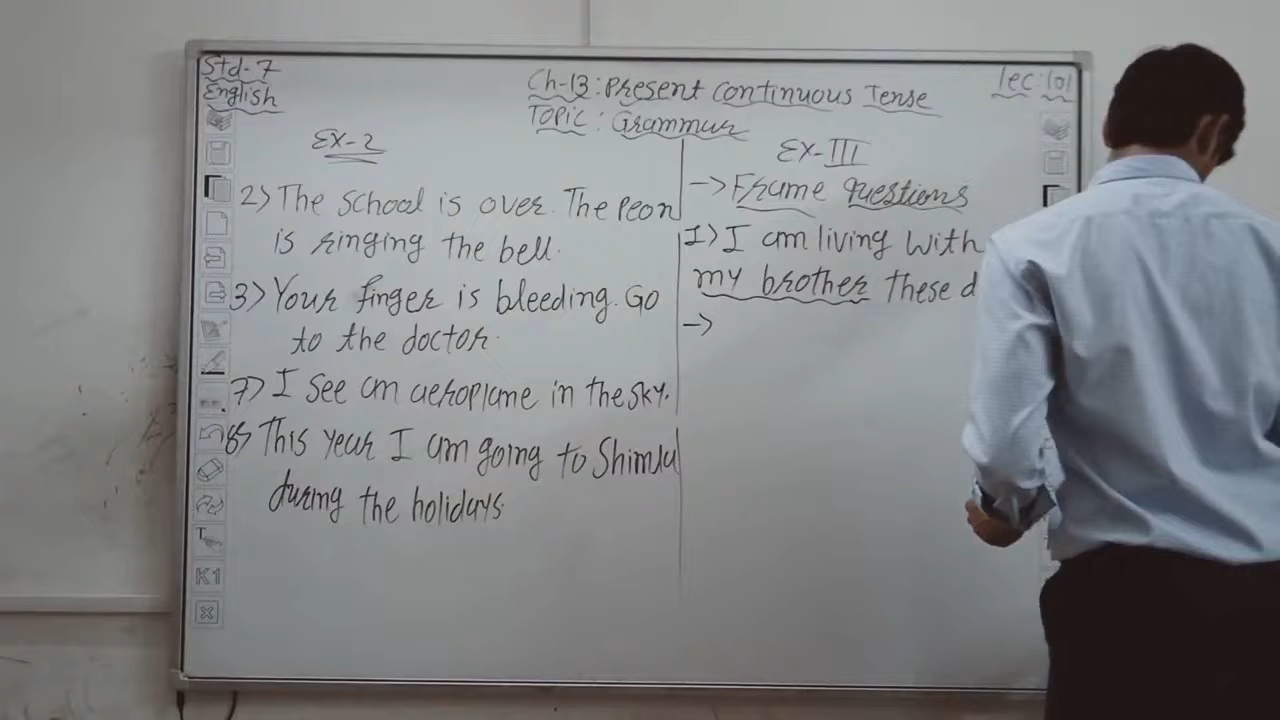 Std-7
English
Ch-13: Present Continuous Tense
Topic: Grammar
lec:101
Ex-2
2) The School is over. The Peon
is ringing the bell.
3) Your finger is bleeding. Go
to the doctor.
7) I see an aeroplane in the sky.
8) This year I am going to Shimla
during the holidays.
Ex-III
-> Frame questions
1) I am living with
my brother these d
->
T
K1